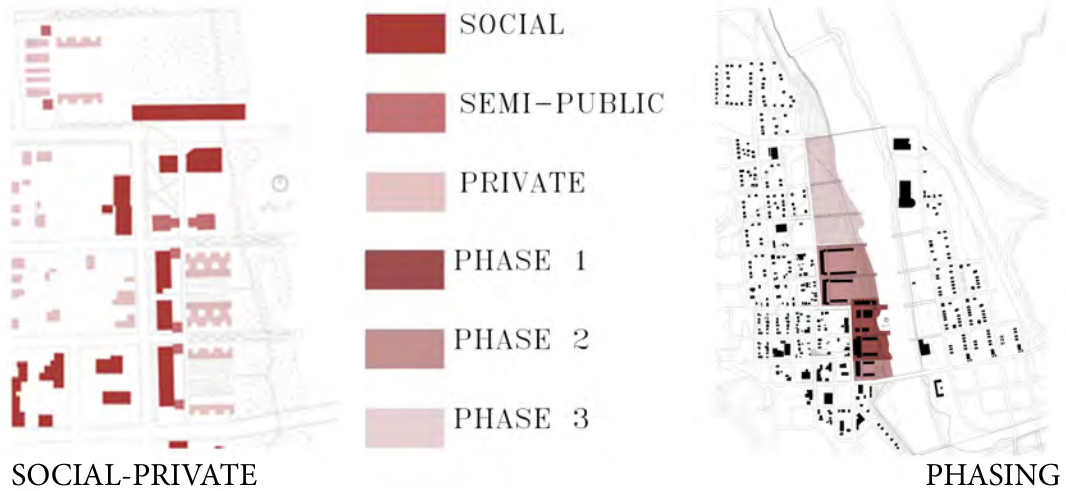 SOCIAL
SEMI-PUBLIC
PRIVATE
PHASE 1
PHASE 2
PHASE 3
SOCIAL-PRIVATE
PHASING